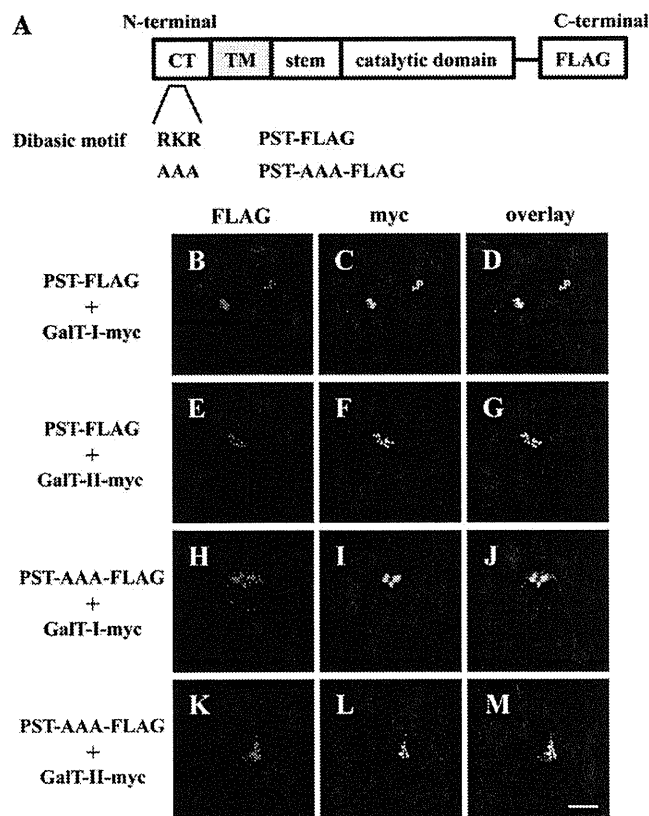 A
N-terminal
C-terminal
CT
TM
stem
catalytic domain
FLAG
Dibasic motif
RKR
PST-FLAG
AAA
PST-AAA-FLAG
FLAG
myc
overlay
PST-FLAG
+
GalT-I-myc
B
C
D
PST-FLAG
+
GalT-II-myc
E
F
G
PST-AAA-FLAG
+
GalT-I-myc
H
I
J
PST-AAA-FLAG
+
GalT-II-myc
K
L
M